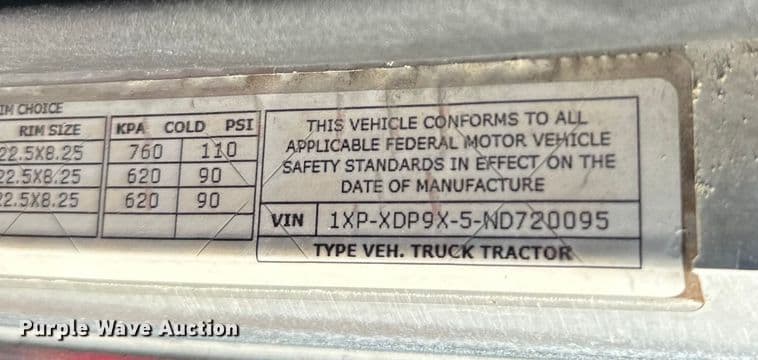 IM CHOICE
RIM SIZE KPA COLD PSI
22.5X8.25 760 110
22.5X8.25 620 90
22.5X8.25 620 90
THIS VEHICLE CONFORMS TO ALL
APPLICABLE FEDERAL MOTOR VEHICLE
SAFETY STANDARDS IN EFFECT ON THE
DATE OF MANUFACTURE
VIN 1XP-XDP9X-5-ND720095
TYPE VEH. TRUCK TRACTOR
Purple Wave Auction